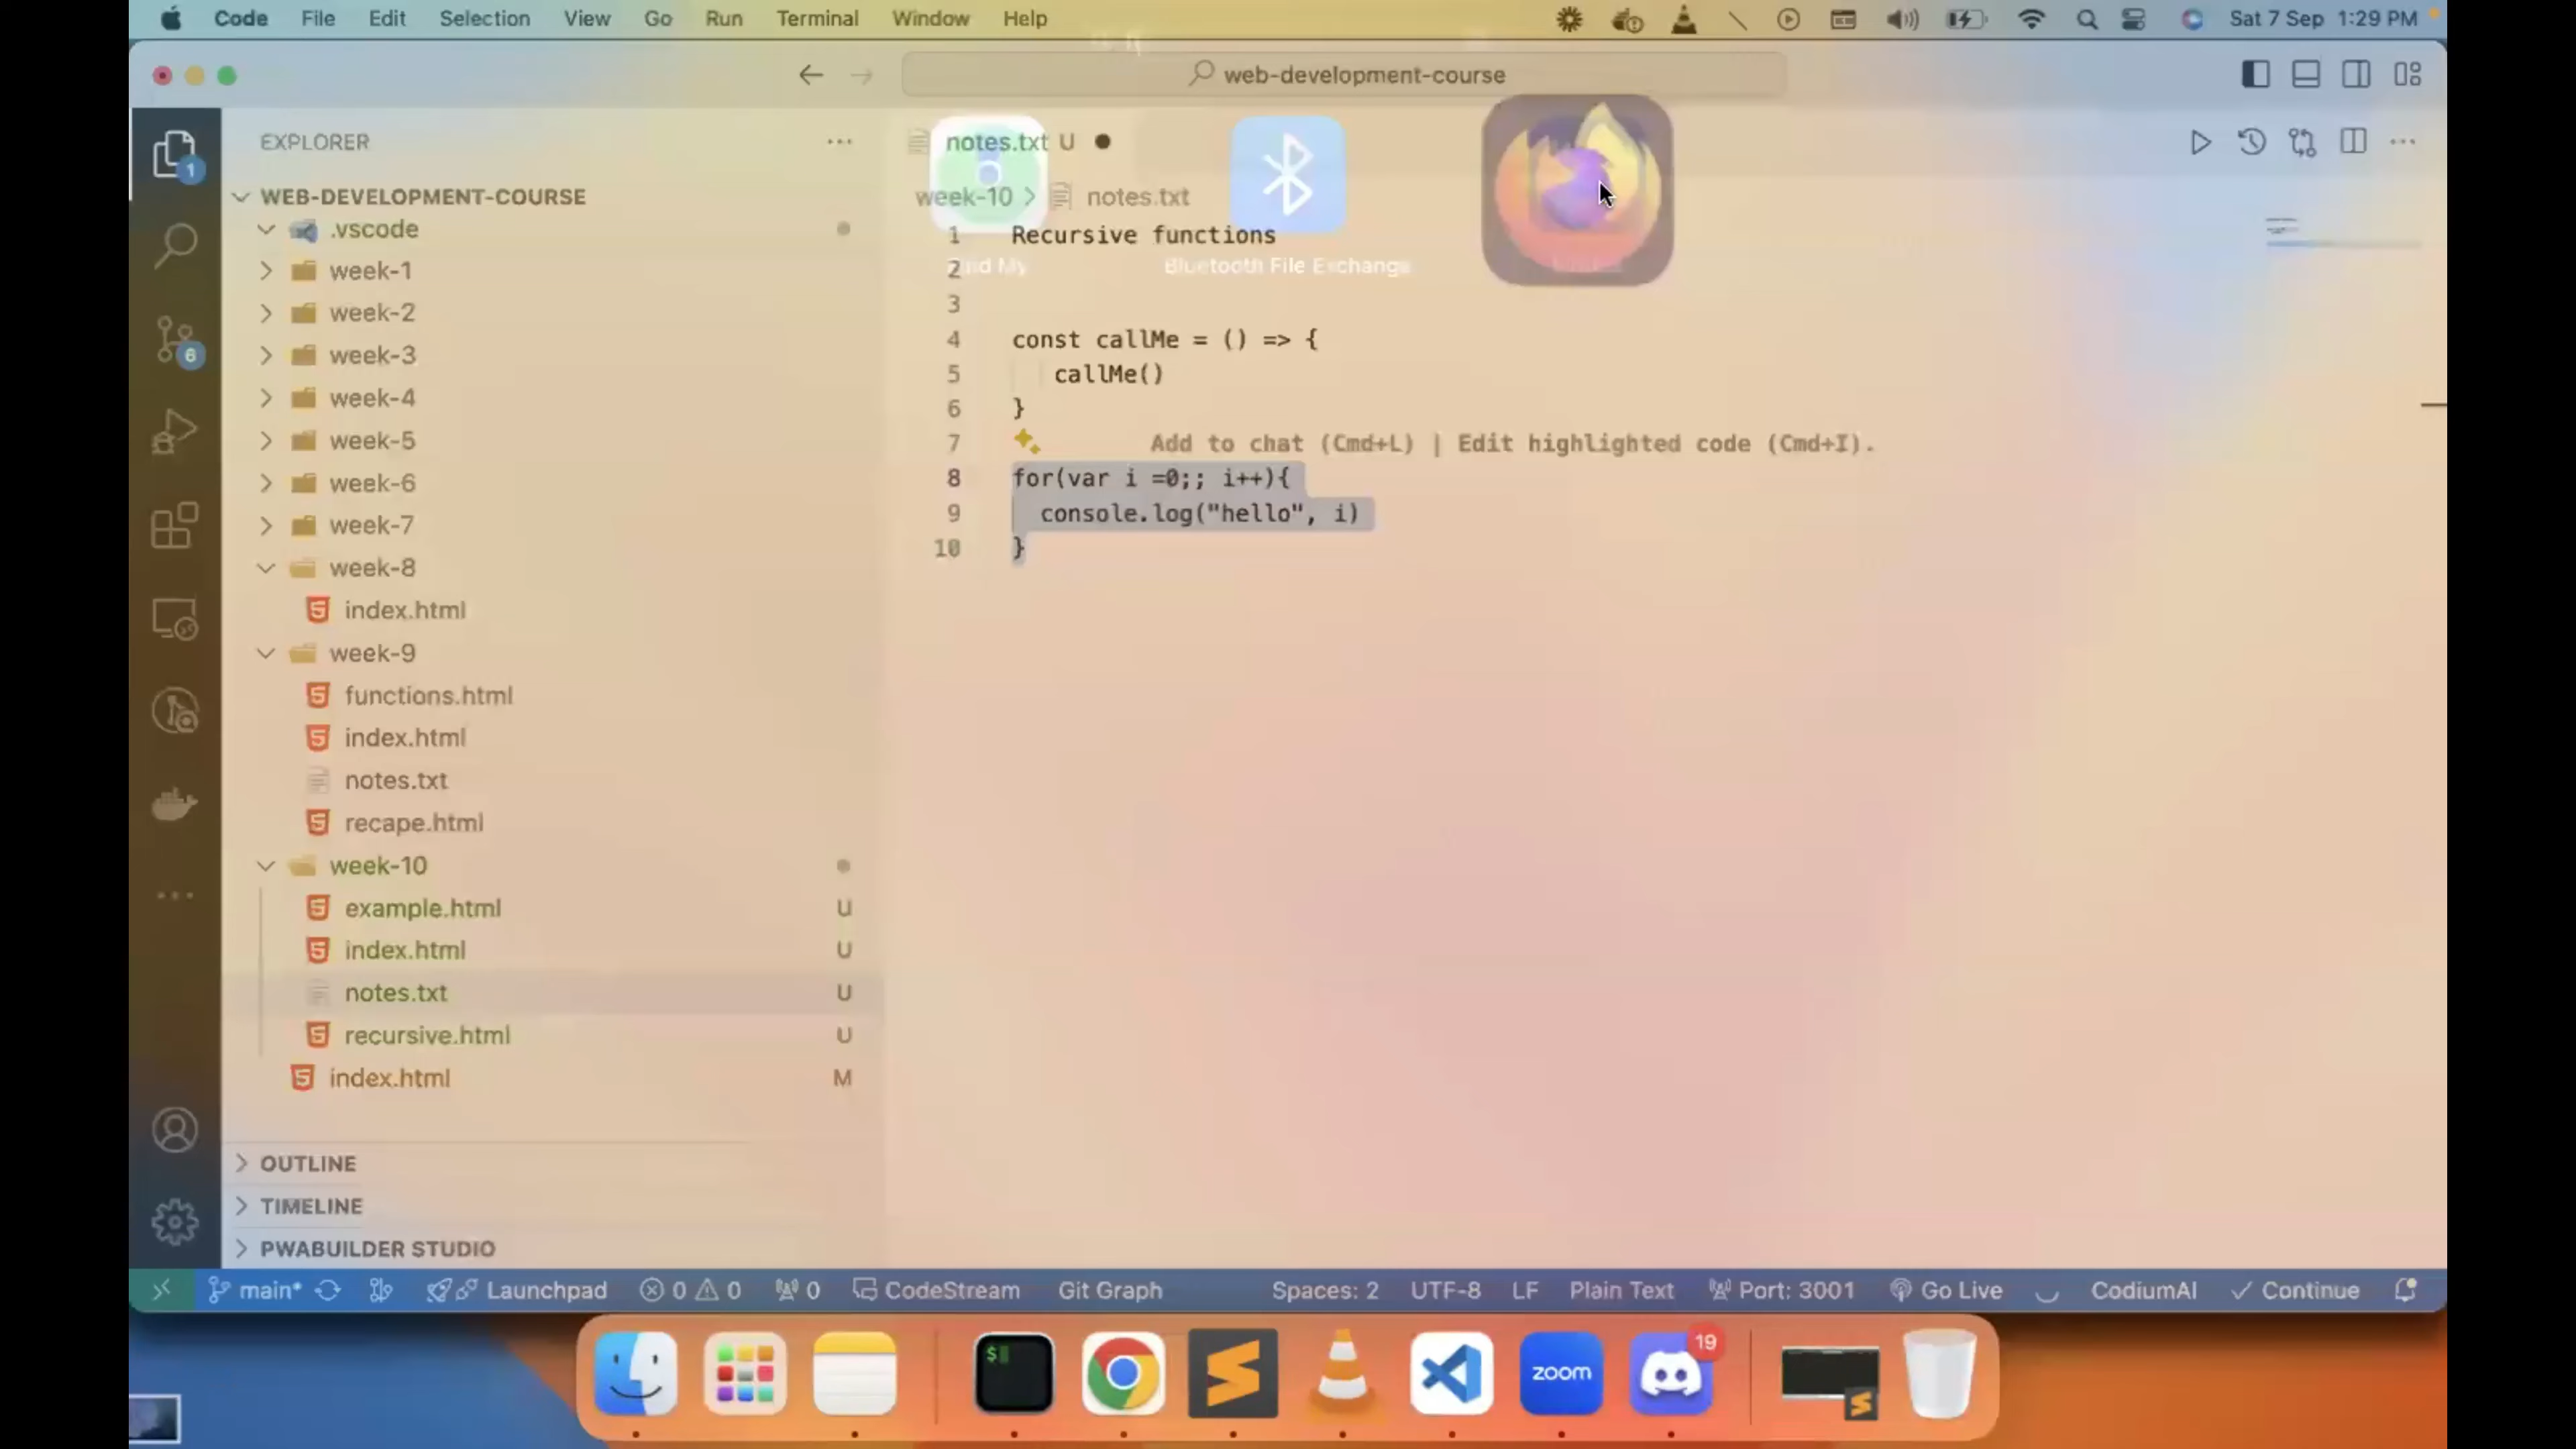 Code File Edit Selection View Go Run Terminal Window Help Sat 7 Sep 1:29 PM
web-development-course
EXPLORER
notes.txt U
WEB-DEVELOPMENT-COURSE
week-10 > notes.txt
.vscode
week-1
week-2
week-3
week-4
week-5
week-6
week-7
week-8
index.html
week-9
functions.html
index.html
notes.txt
recape.html
week-10
example.html U
index.html U
notes.txt U
recursive.html U
index.html M
OUTLINE
TIMELINE
PWABUILDER STUDIO
1 Recursive functions
2
3
4 const callMe = () => {
5 callMe()
6 }
7 Add to chat (Cmd+L) | Edit highlighted code (Cmd+I).
8 for(var i =0;; i++){
9 console.log("hello", i)
10 }
My
Bluetooth File Exchange
1
6
main* Launchpad 0 0 0 CodeStream Git Graph Spaces: 2 UTF-8 LF Plain Text Port: 3001 Go Live CodiumAI Continue
$
zoom
19